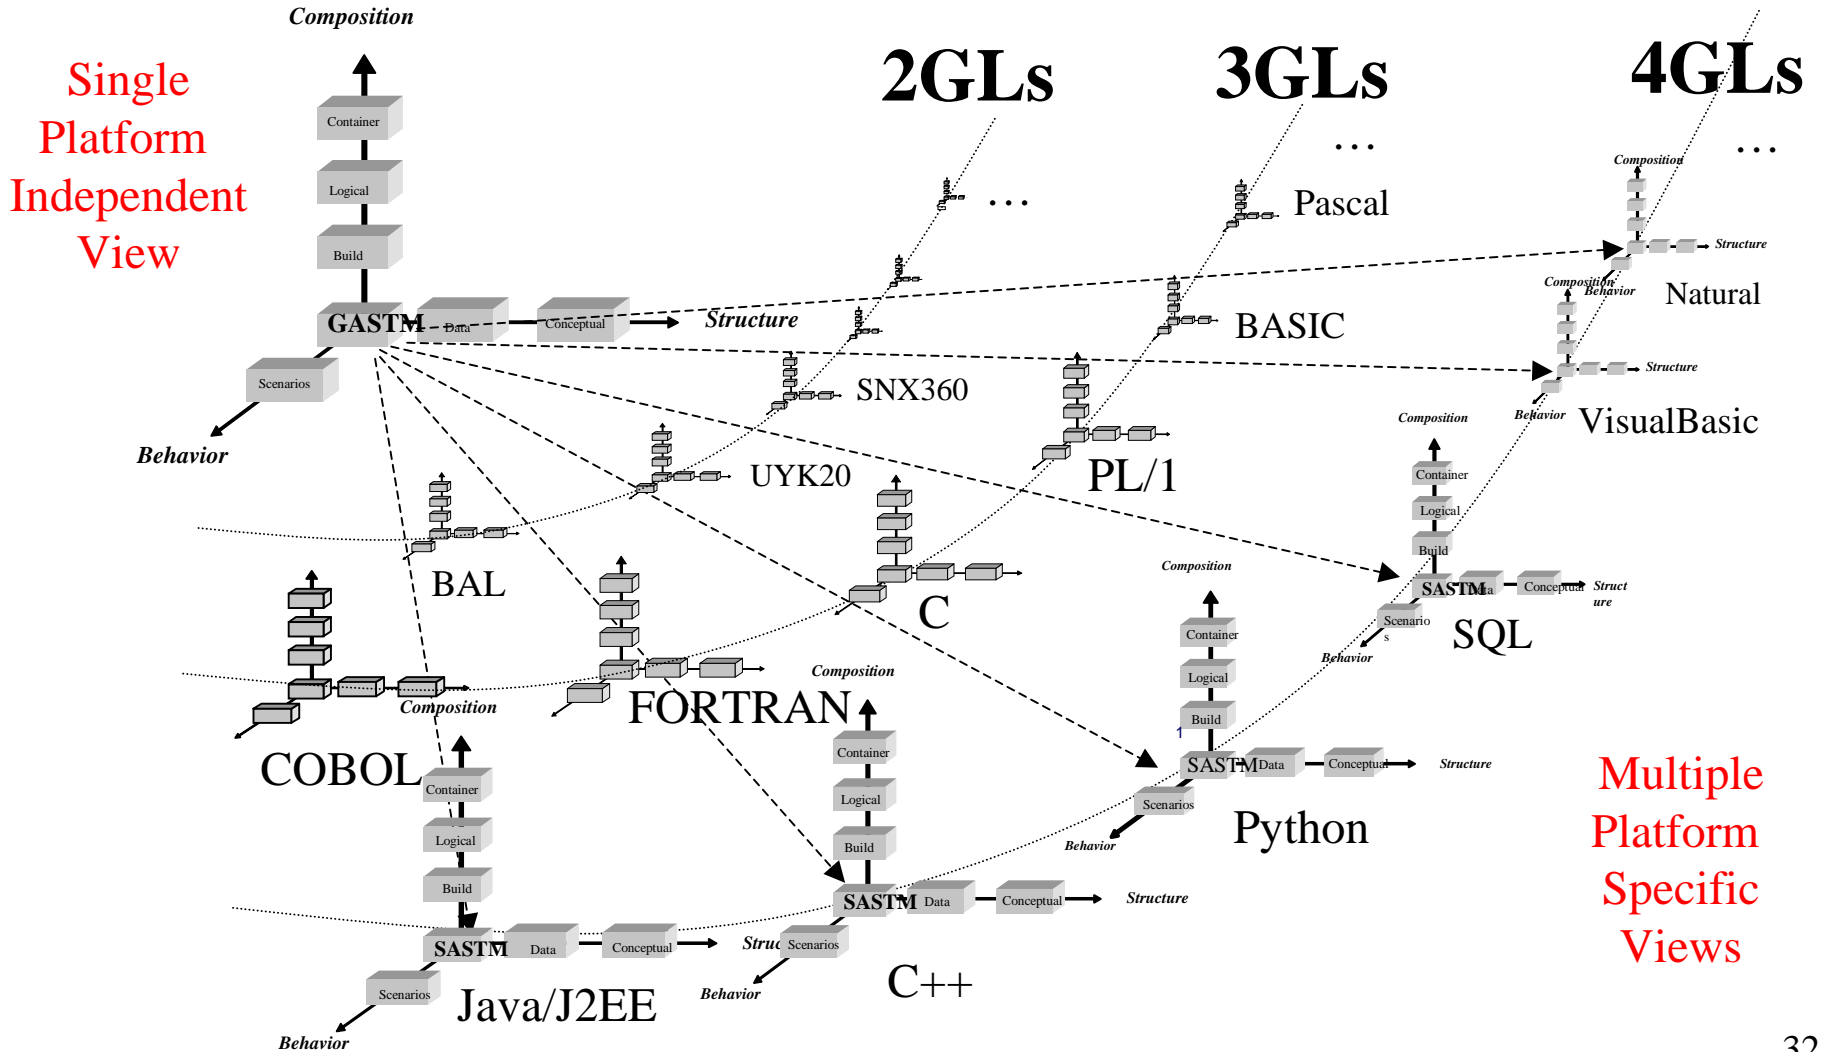 Composition
Single
Platform
Independent
View
2GLs
3GLs
4GLs
Container
Logical
Build
GASTM
Data
Conceptual
Structure
Scenarios
Behavior
...
...
...
Pascal
BASIC
SNX360
UYK20
BAL
PL/1
C
FORTRAN
COBOL
Composition
Structure
Behavior
Natural
Composition
Structure
Behavior
VisualBasic
Composition
Container
Logical
Build
SASTM
Data
Conceptual
Struct
ure
Scenario
s
Behavior
SQL
Composition
Container
Logical
Build
1
SASTM
Data
Conceptual
Structure
Scenarios
Behavior
Python
Composition
Container
Logical
Build
SASTM
Data
Conceptual
Structure
Scenarios
Behavior
C++
Composition
Container
Logical
Build
SASTM
Data
Conceptual
Scenarios
Behavior
Java/J2EE
Multiple
Platform
Specific
Views
32